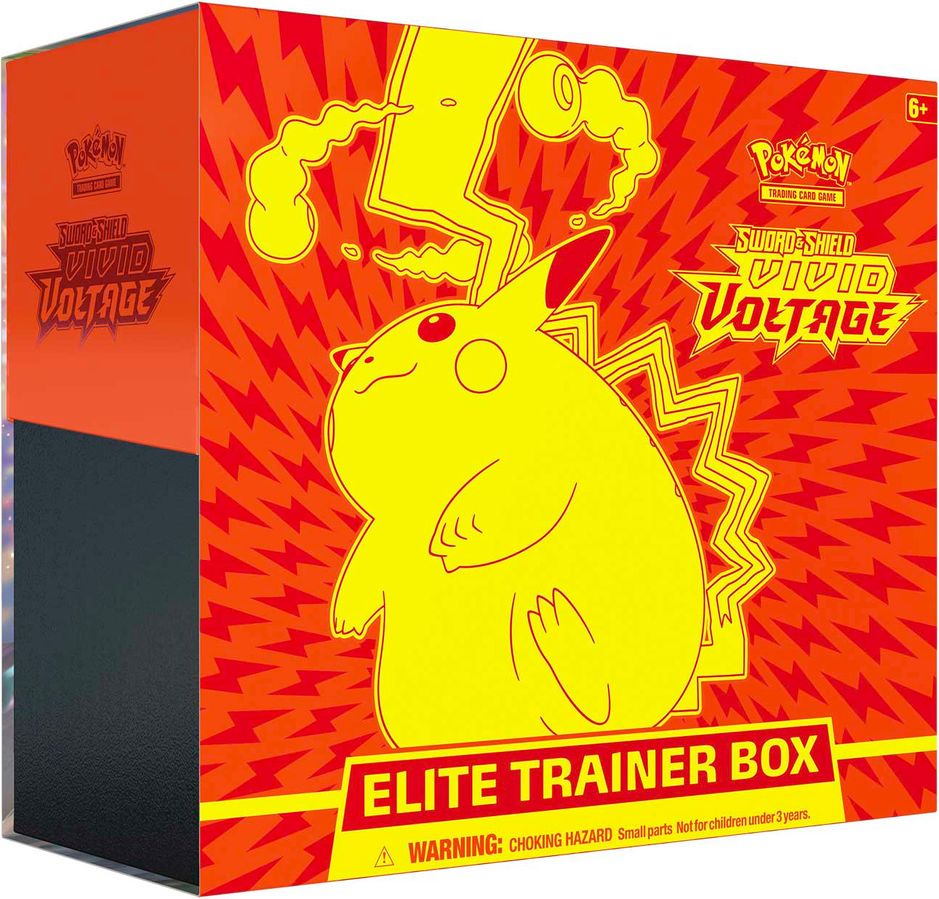 Pokémon
TRADING CARD GAME
SWORD & SHIELD
VIVID
VOLTAGE
6+
Pokémon
TRADING CARD GAME
SWORD & SHIELD
VIVID
VOLTAGE
ELITE TRAINER BOX
⚠ WARNING: CHOKING HAZARD Small parts Not for children under 3 years.